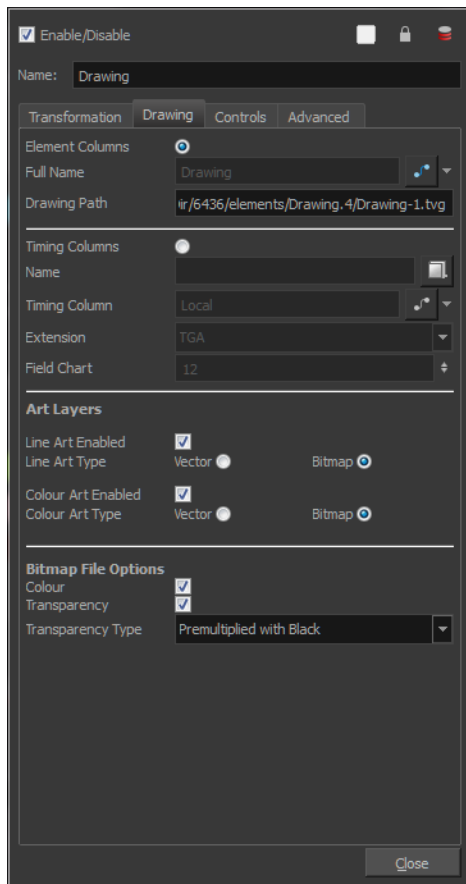 Enable/Disable
Name: Drawing
Transformation Drawing Controls Advanced
Element Columns
Full Name Drawing
Drawing Path ir/6436/elements/Drawing.4/Drawing-1.tvg
Timing Columns
Name
Timing Column Local
Extension TGA
Field Chart 12
Art Layers
Line Art Enabled
Line Art Type Vector Bitmap
Colour Art Enabled
Colour Art Type Vector Bitmap
Bitmap File Options
Colour
Transparency
Transparency Type Premultiplied with Black
Close